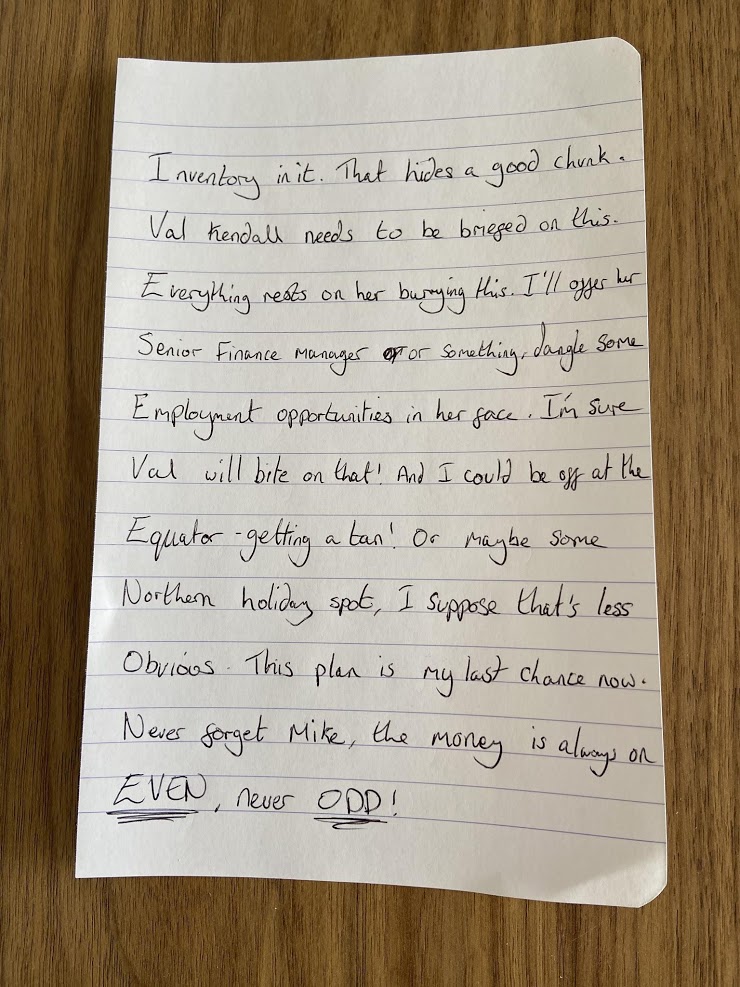 Inventory in it. That hides a good chunk.
Val Kendall needs to be briefed on this.
Everything rests on her burying this. I'll offer her
Senior Finance Manager or or something, dangle some
Employment opportunities in her face. I'm sure
Val will bite on that! And I could be off at the
Equator - getting a tan! Or maybe some
Northern holiday spot, I suppose that's less
Obvious. This plan is my last chance now.
Never forget Mike, the money is always on
EVEN, never ODD!